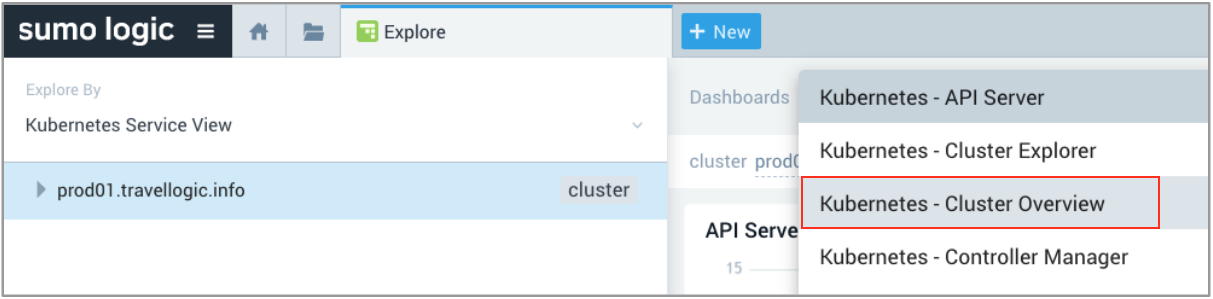 sumo logic
Explore
+ New
Explore By
Kubernetes Service View
prod01.travellogic.info
cluster
Dashboards
Kubernetes - API Server
Kubernetes - Cluster Explorer
cluster
Kubernetes - Cluster Overview
API Serve
Kubernetes - Controller Manager
15